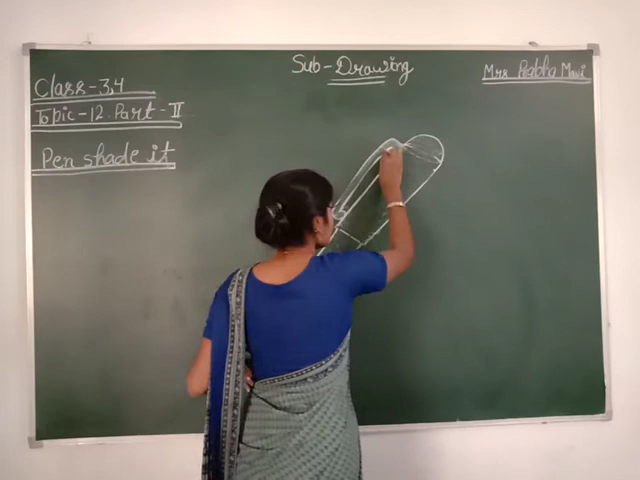 Sub-Drawing
Class-3,4
Mrs Prabha Mani
Topic-12 Part-II
Pen shade it